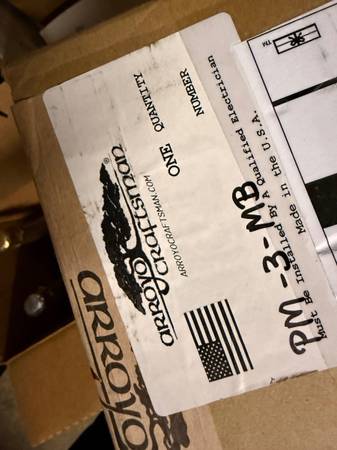 arroyo
craftsman
ARROYOCRAFTSMAN.COM
ONE QUANTITY
NUMBER
PM-3-MB
Must Be Installed By A Qualified Electrician
Made in the U.S.A.
TM
arroyo